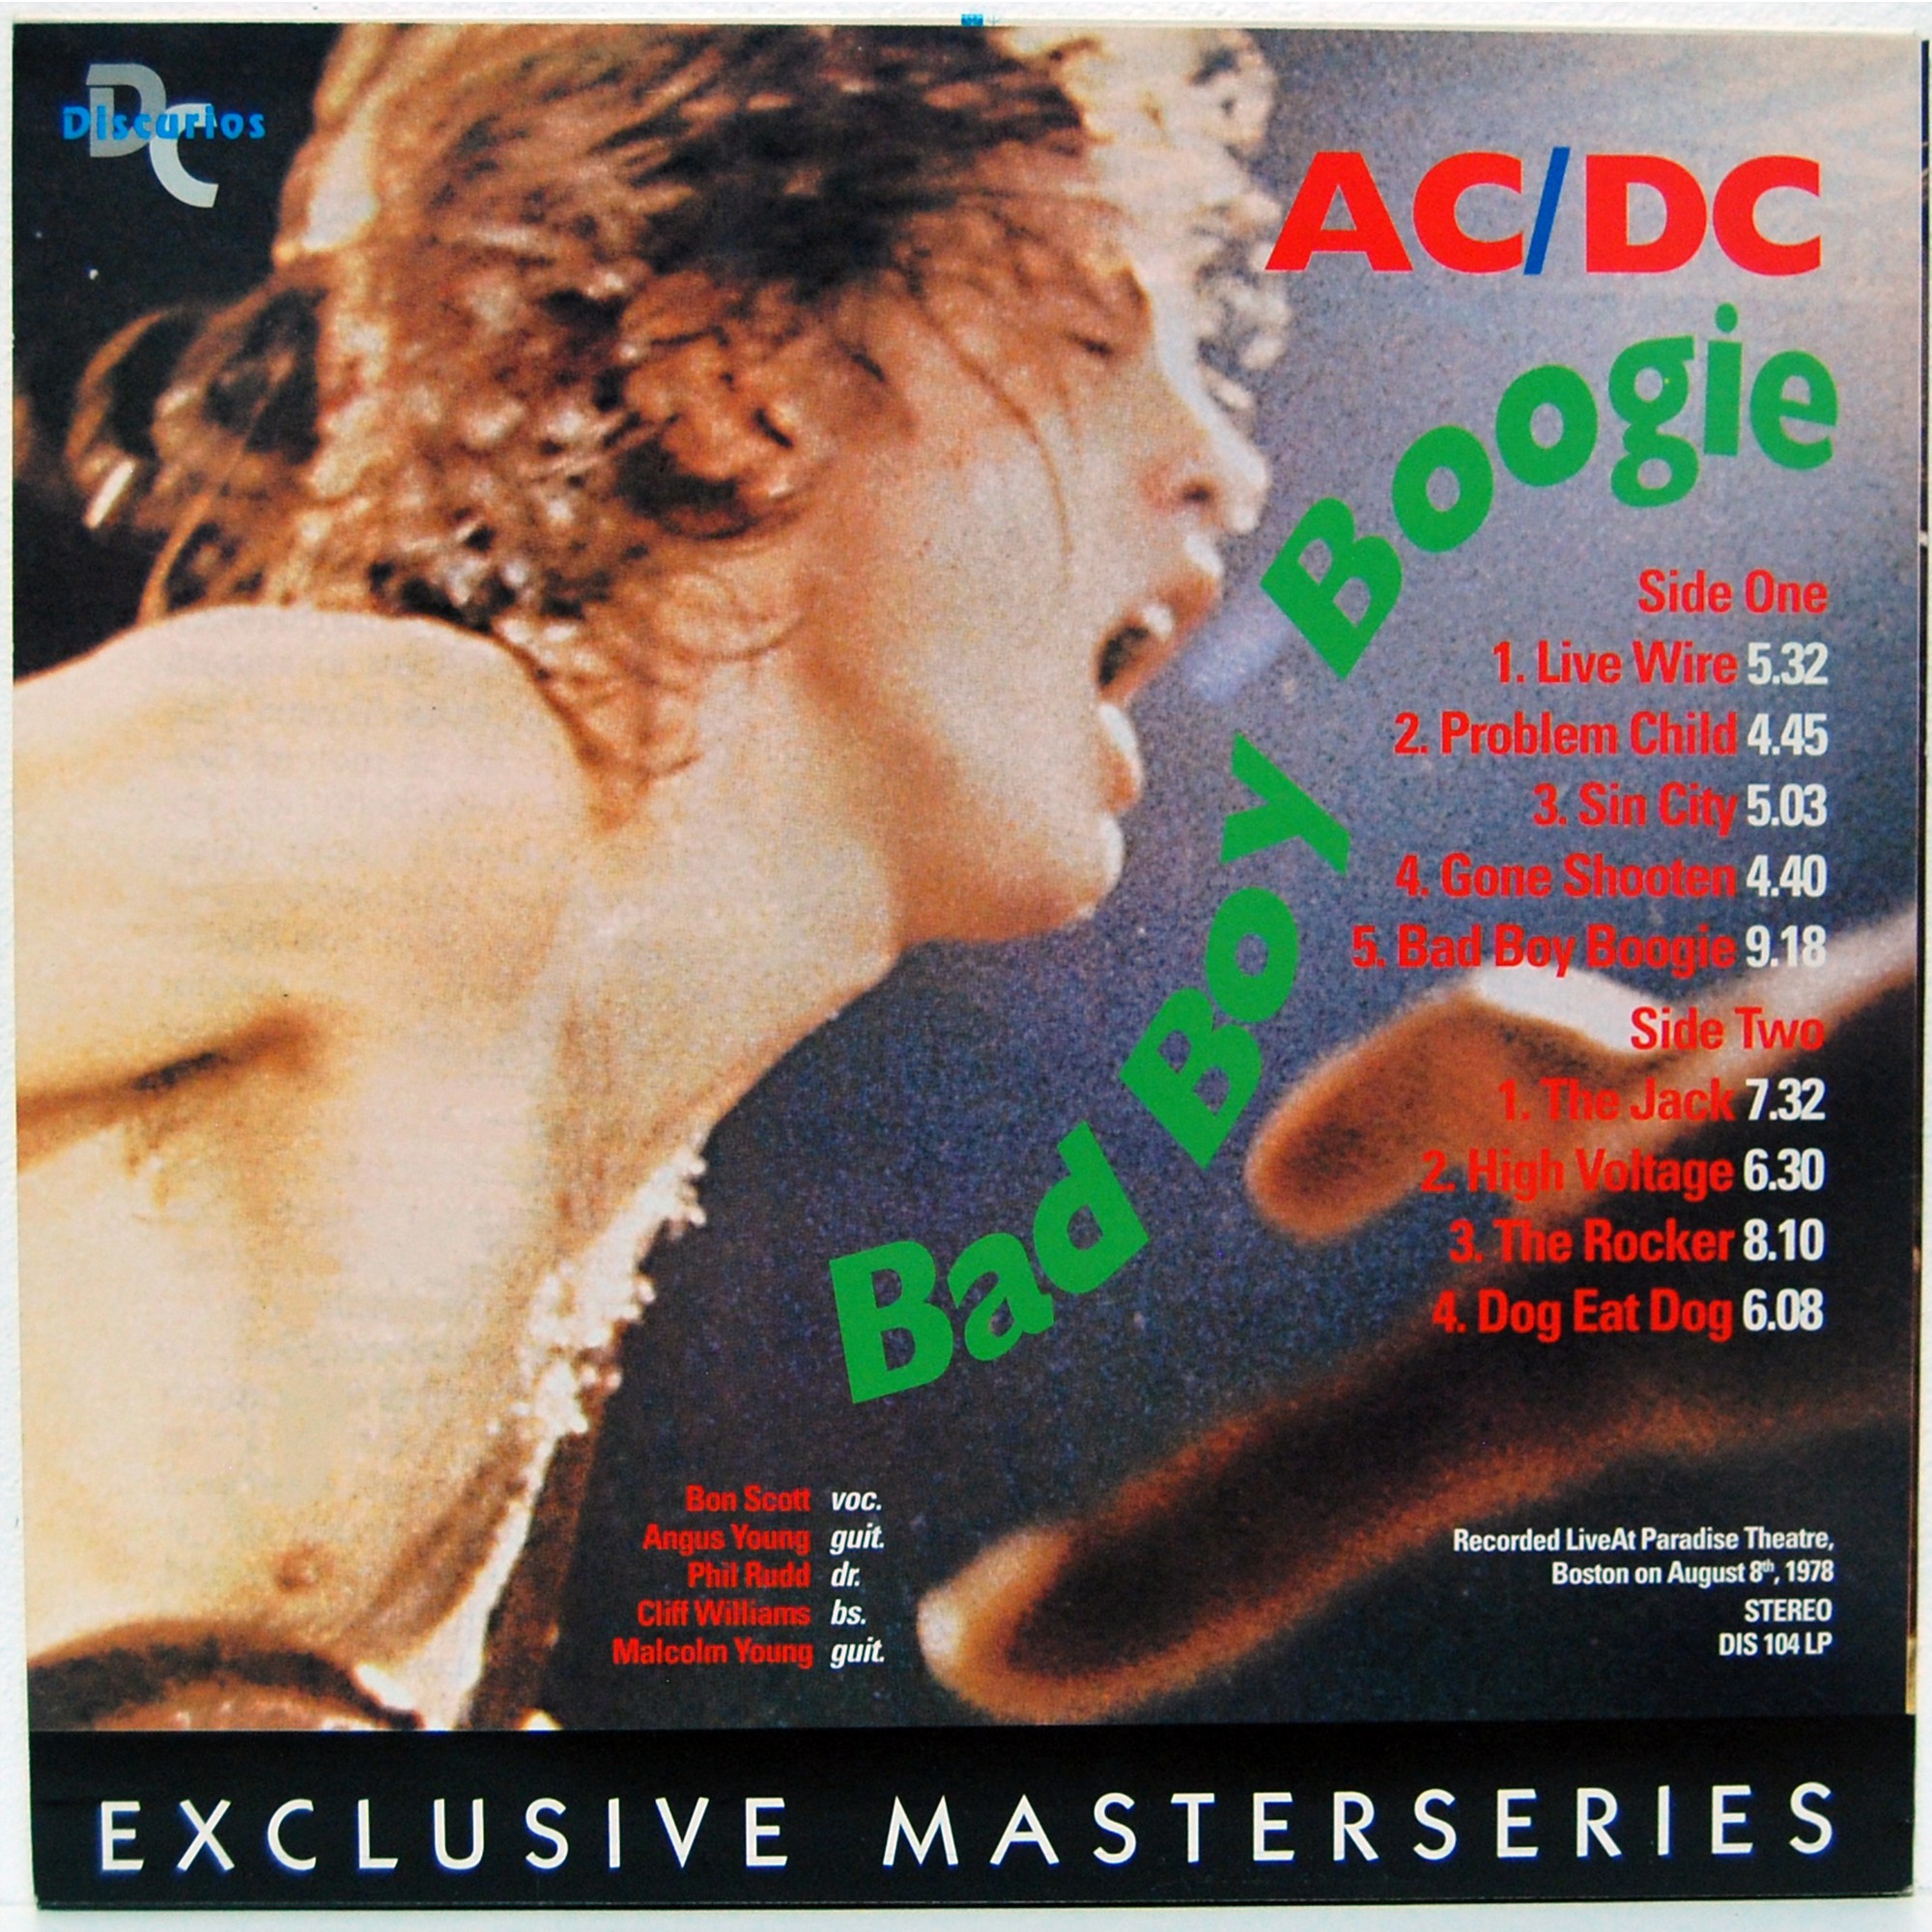 DC
Discurios
AC/DC
Bad Boy Boogie
Side One
1. Live Wire 5.32
2. Problem Child 4.45
3. Sin City 5.03
4. Gone Shooten 4.40
5. Bad Boy Boogie 9.18
Side Two
1. The Jack 7.32
2. High Voltage 6.30
3. The Rocker 8.10
4. Dog Eat Dog 6.08
Bon Scott voc.
Angus Young guit.
Phil Rudd dr.
Cliff Williams bs.
Malcolm Young guit.
Recorded LiveAt Paradise Theatre,
Boston on August 8th, 1978
STEREO
DIS 104 LP
EXCLUSIVE MASTERSERIES